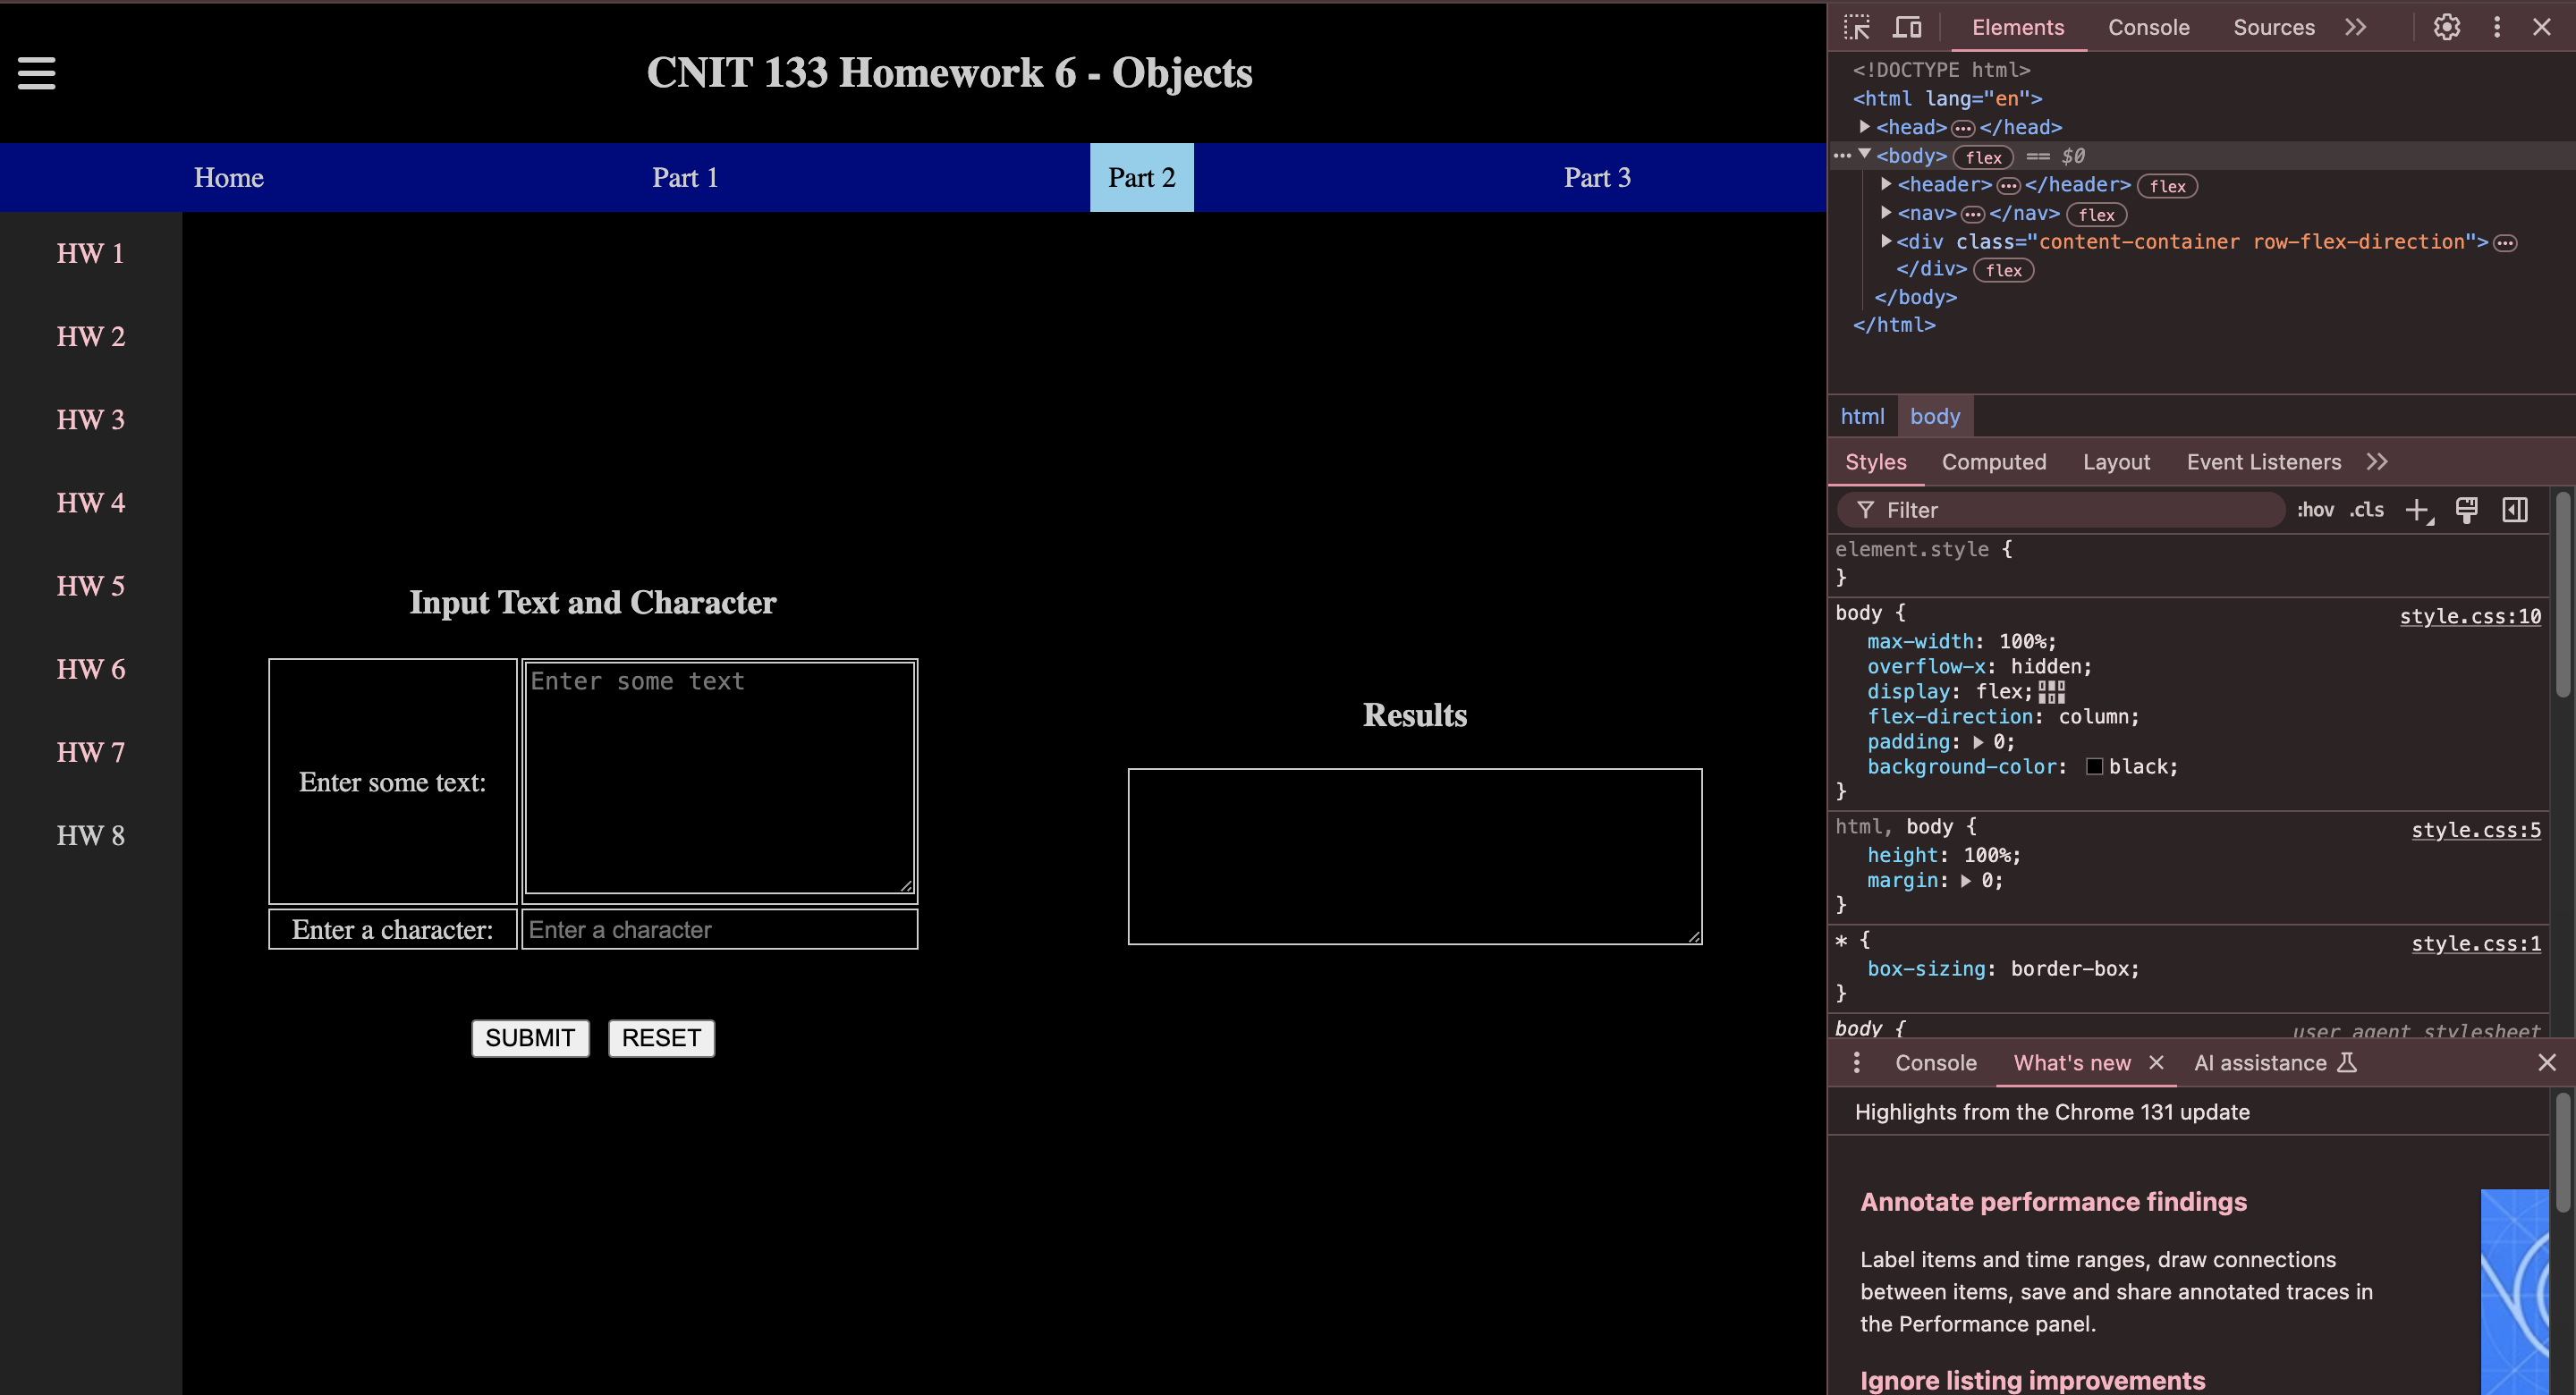 CNIT 133 Homework 6 - Objects
Home
Part 1
Part 2
Part 3
HW 1
HW 2
HW 3
HW 4
HW 5
HW 6
HW 7
HW 8
Input Text and Character
Enter some text:
Enter some text
Enter a character:
Enter a character
SUBMIT
RESET
Results
Elements
Console
Sources
<!DOCTYPE html>
<html lang="en">
<head> ••• </head>
••• <body> flex == $0
<header> ••• </header> flex
<nav> ••• </nav> flex
<div class="content-container row-flex-direction"> •••
</div> flex
</body>
</html>
html
body
Styles
Computed
Layout
Event Listeners
Filter
:hov
.cls
element.style {
}
body {
style.css:10
max-width: 100%;
overflow-x: hidden;
display: flex;
flex-direction: column;
padding: 0;
background-color: black;
}
html, body {
style.css:5
height: 100%;
margin: 0;
}
* {
style.css:1
box-sizing: border-box;
}
body {
user agent stylesheet
Console
What's new
AI assistance
Highlights from the Chrome 131 update
Annotate performance findings
Label items and time ranges, draw connections
between items, save and share annotated traces in
the Performance panel.
Ignore listing improvements